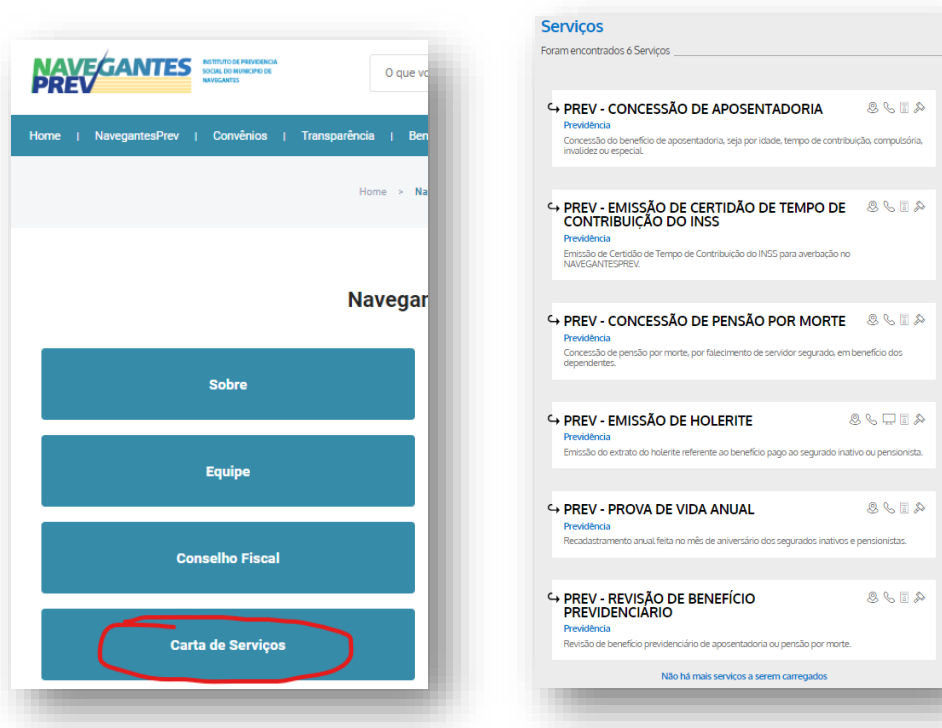 NAVEGANTES
PREV
INSTITUTO DE PREVIDENCIA
SOCIAL DO MUNICIPIO DE
NAVEGANTES
O que vo
Home | NavegantesPrev | Convênios | Transparência | Ben
Home > Na
Navegar
Sobre
Equipe
Conselho Fiscal
Carta de Serviços
Serviços
Foram encontrados 6 Serviços
PREV - CONCESSÃO DE APOSENTADORIA
Previdência
Concessão do benefício de aposentadoria, seja por idade, tempo de contribuição, compulsória,
invalidez ou especial.
PREV - EMISSÃO DE CERTIDÃO DE TEMPO DE
CONTRIBUIÇÃO DO INSS
Previdência
Emissão de Certidão de Tempo de Contribuição do INSS para averbação no
NAVEGANTESPREV.
PREV - CONCESSÃO DE PENSÃO POR MORTE
Previdência
Concessão de pensão por morte, por falecimento de servidor segurado, em benefício dos
dependentes.
PREV - EMISSÃO DE HOLERITE
Previdência
Emissão do extrato do holerite referente ao benefício pago ao segurado inativo ou pensionista.
PREV - PROVA DE VIDA ANUAL
Previdência
Recadastramento anual feita no mês de aniversário dos segurados inativos e pensionistas.
PREV - REVISÃO DE BENEFÍCIO
PREVIDENCIÁRIO
Previdência
Revisão de benefício previdenciário de aposentadoria ou pensão por morte.
Não há mais servicos a serem carregados